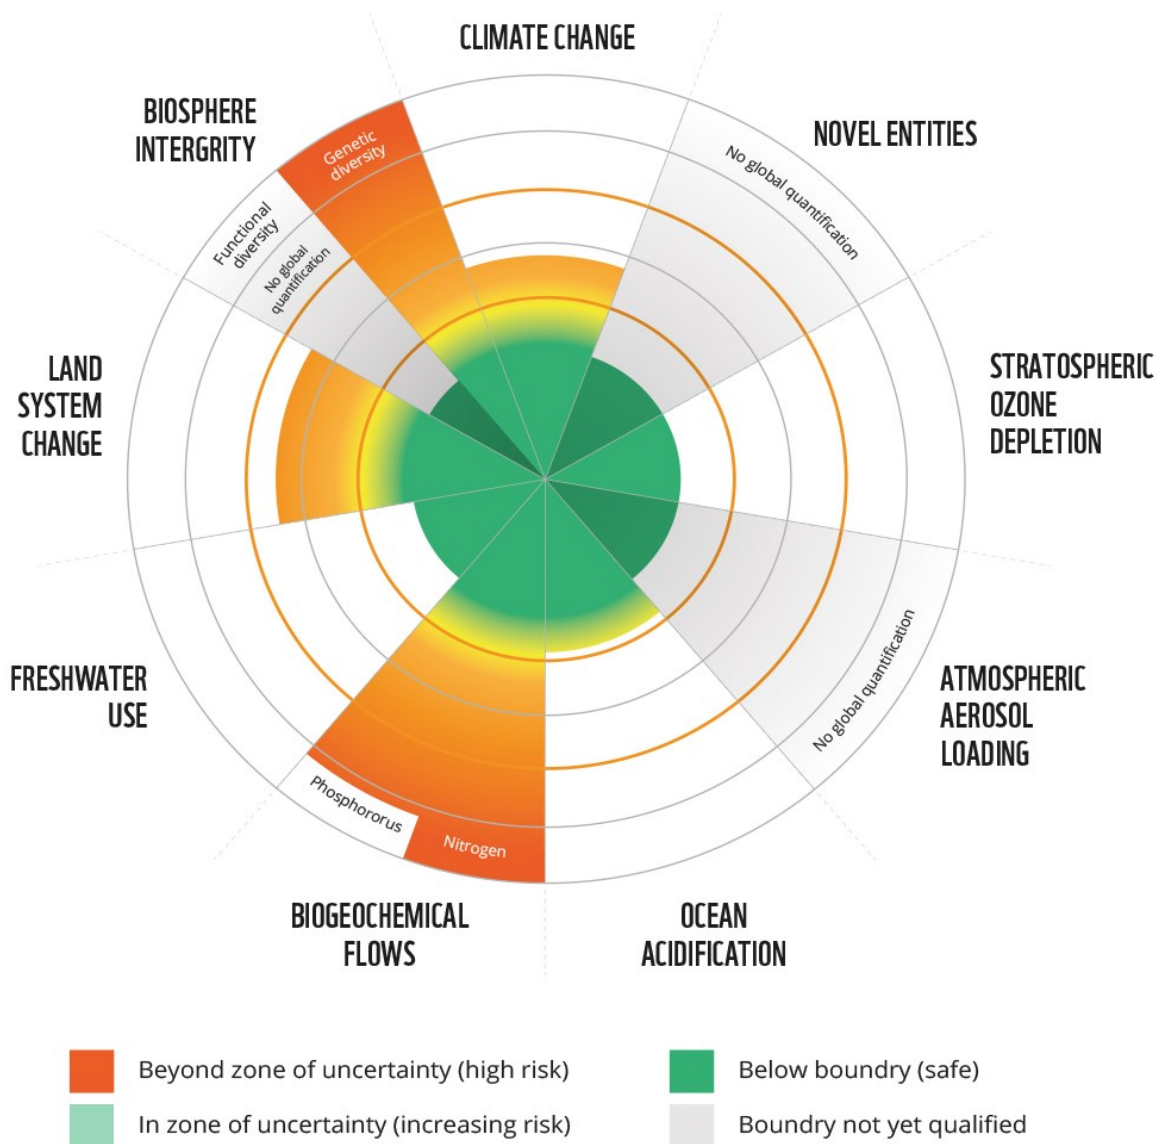 CLIMATE CHANGE
BIOSPHERE
INTERGRITY
NOVEL ENTITIES
Genetic
diversity
No global quantification
Functional
diversity
No global
quantification
LAND
SYSTEM
CHANGE
STRATOSPHERIC
OZONE
DEPLETION
FRESHWATER
USE
ATMOSPHERIC
AEROSOL
LOADING
No global quantification
Phosphororus
Nitrogen
BIOGEOCHEMICAL
FLOWS
OCEAN
ACIDIFICATION
Beyond zone of uncertainty (high risk)
Below boundry (safe)
In zone of uncertainty (increasing risk)
Boundry not yet qualified